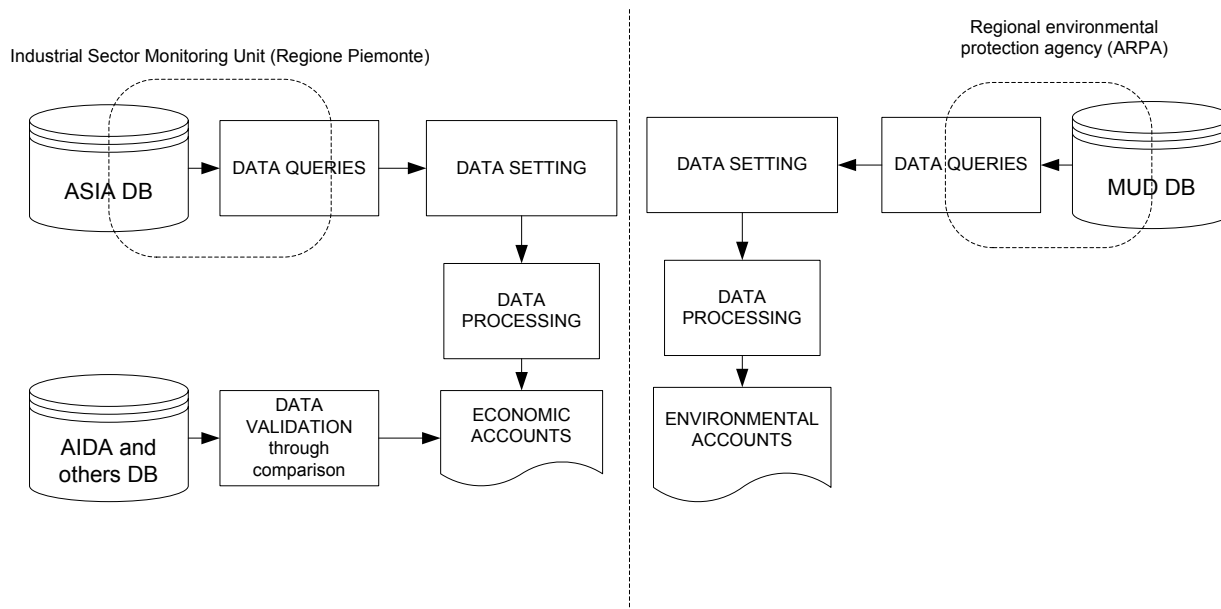 Industrial Sector Monitoring Unit (Regione Piemonte)
ASIA DB
DATA QUERIES
DATA SETTING
DATA
PROCESSING
AIDA and
others DB
DATA
VALIDATION
through
comparison
ECONOMIC
ACCOUNTS
Regional environmental
protection agency (ARPA)
MUD DB
DATA QUERIES
DATA SETTING
DATA
PROCESSING
ENVIRONMENTAL
ACCOUNTS